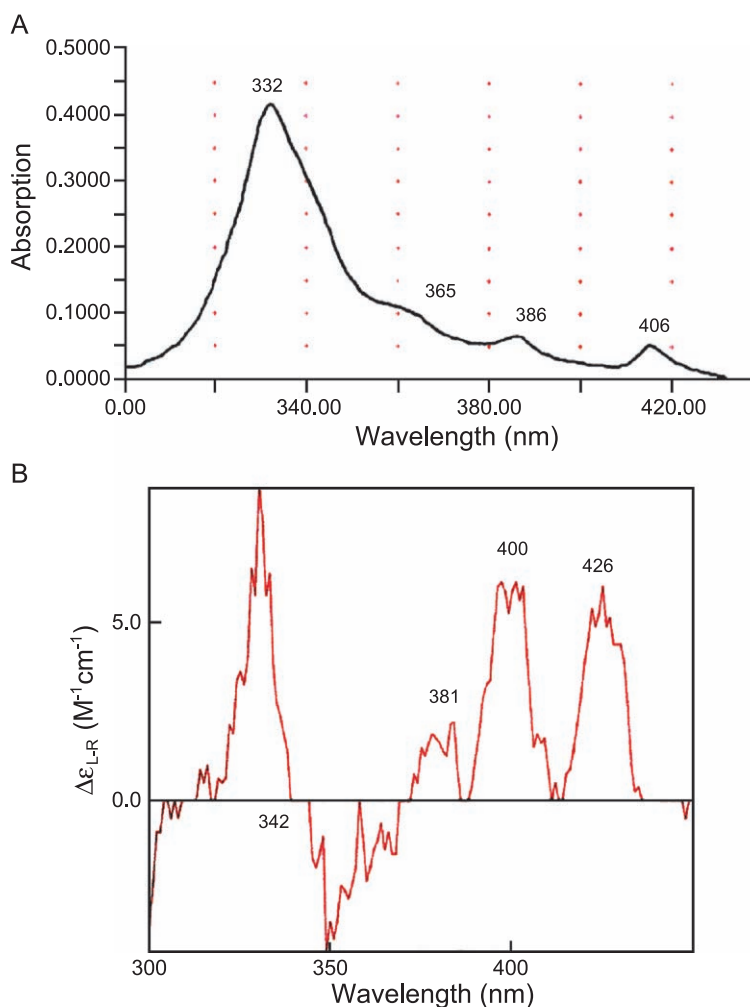 A
0.5000
0.4000
0.3000
0.2000
0.1000
0.0000
Absorption
332
365
386
406
0.00 340.00 380.00 420.00
Wavelength (nm)
B
5.0
0.0
Δε_L-R (M⁻¹cm⁻¹)
342
381
400
426
300 350 400
Wavelength (nm)